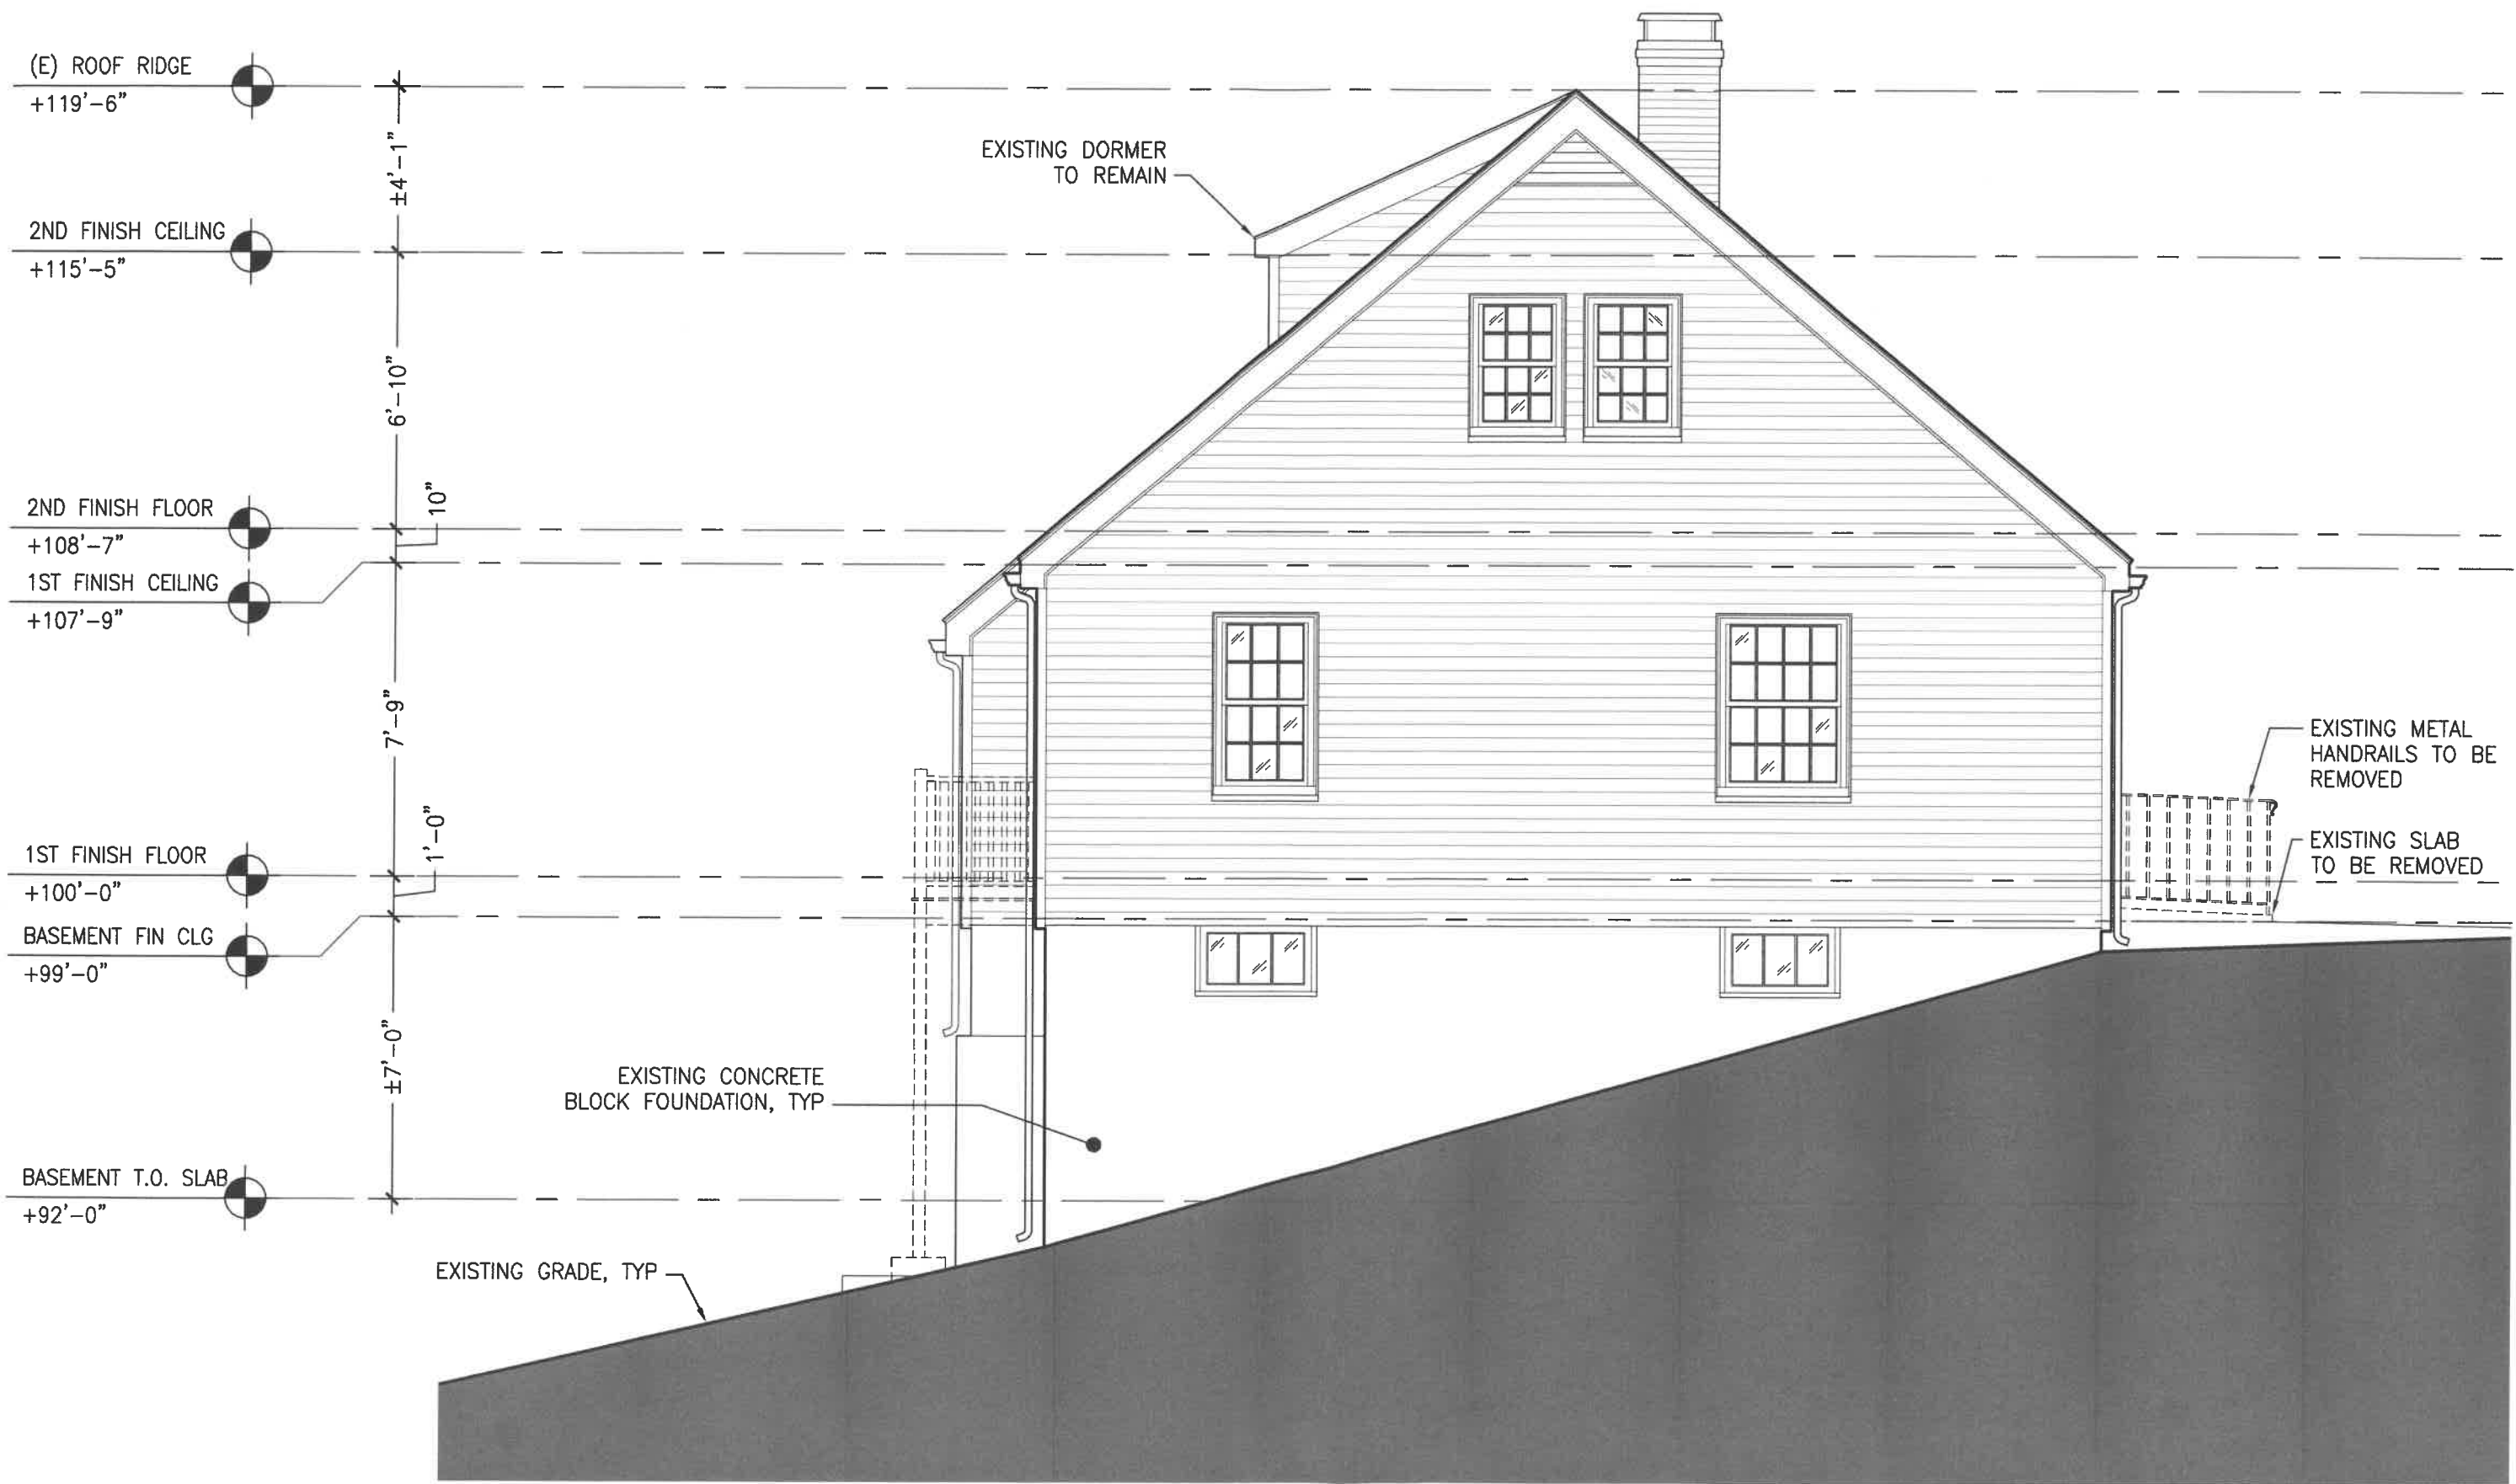 (E) ROOF RIDGE
+119'-6"
±4'-1"
EXISTING DORMER
TO REMAIN
2ND FINISH CEILING
+115'-5"
6'-10"
2ND FINISH FLOOR
+108'-7"
10"
1ST FINISH CEILING
+107'-9"
7'-9"
EXISTING METAL
HANDRAILS TO BE
REMOVED
1ST FINISH FLOOR
+100'-0"
1'-0"
EXISTING SLAB
TO BE REMOVED
BASEMENT FIN CLG
+99'-0"
±7'-0"
EXISTING CONCRETE
BLOCK FOUNDATION, TYP
BASEMENT T.O. SLAB
+92'-0"
EXISTING GRADE, TYP